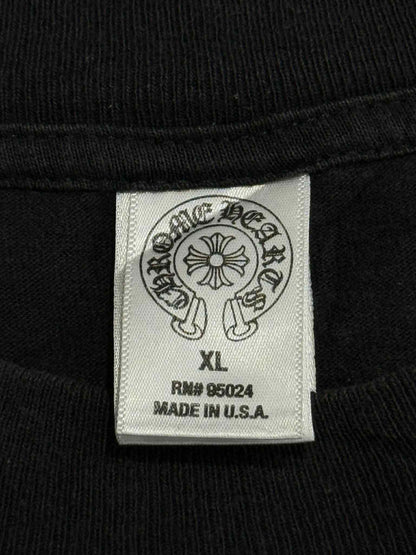 CHROME HEARTS
XL
RN# 95024
MADE IN U.S.A.